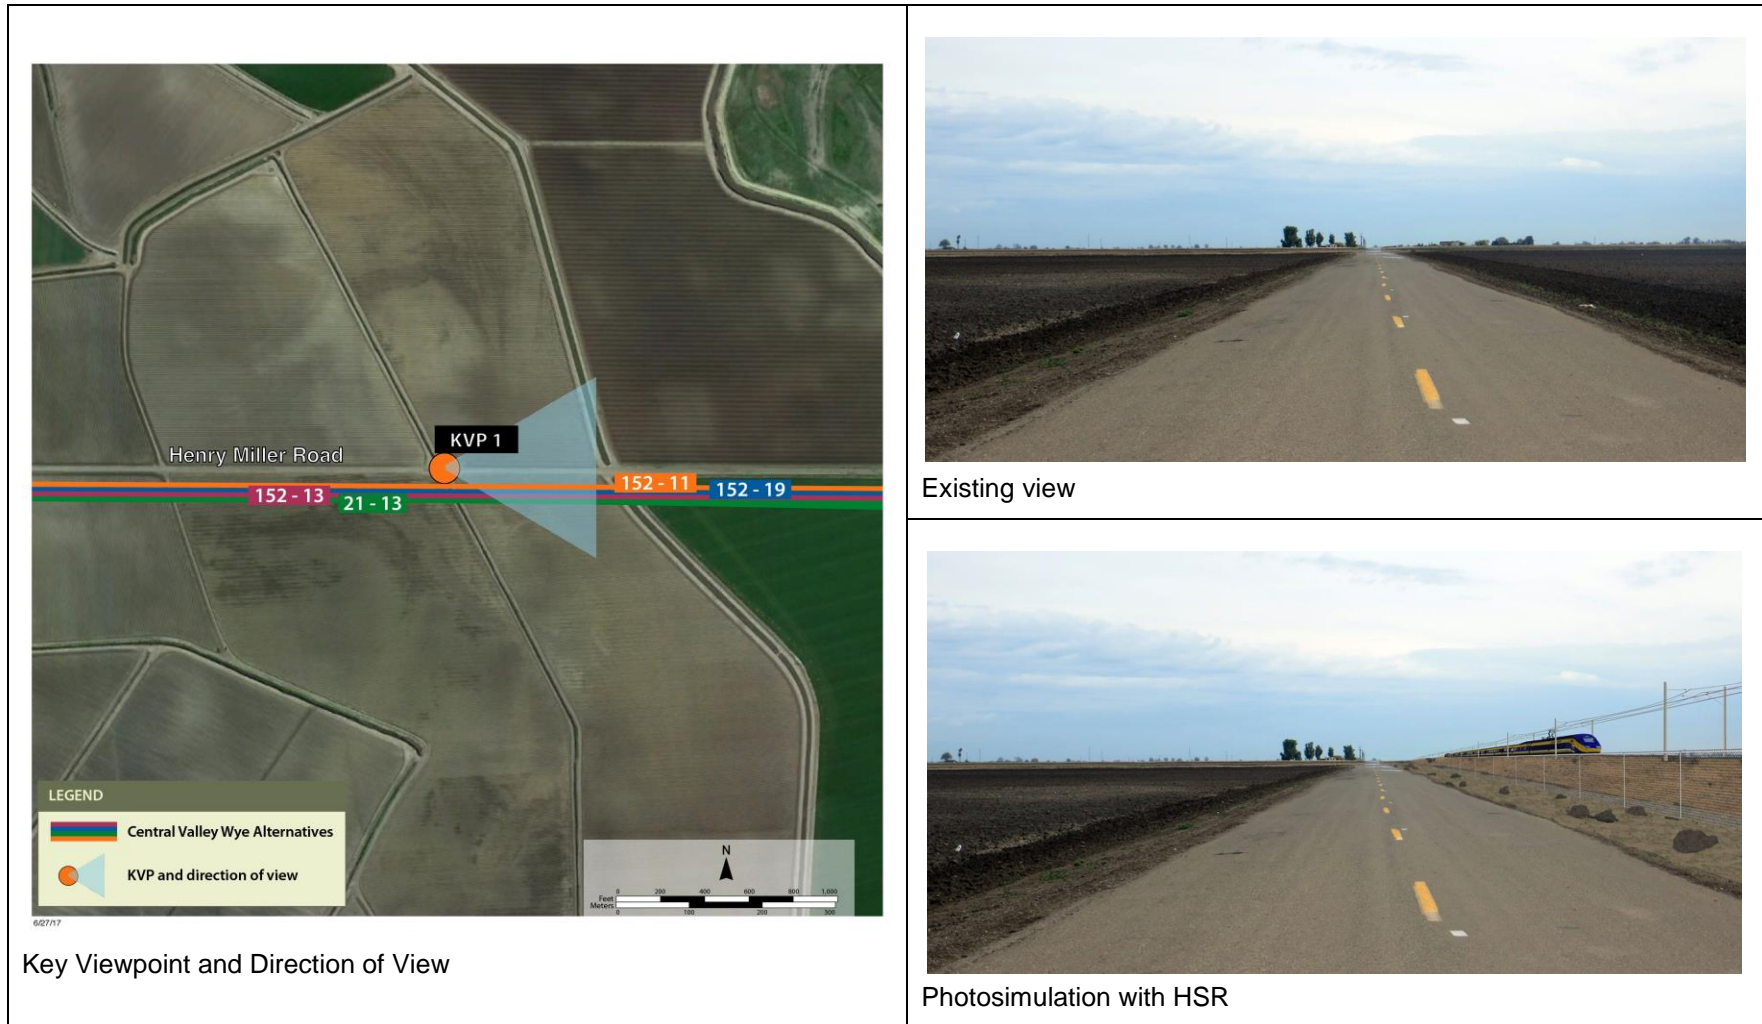 KVP 1
Henry Miller Road
152 - 11
152 - 19
152 - 13
21 - 13
LEGEND
Central Valley Wye Alternatives
KVP and direction of view
N
0 200 400 600 800 1,000
Feet
Meters
0 100 200 300
6/27/17
Key Viewpoint and Direction of View
Existing view
Photosimulation with HSR